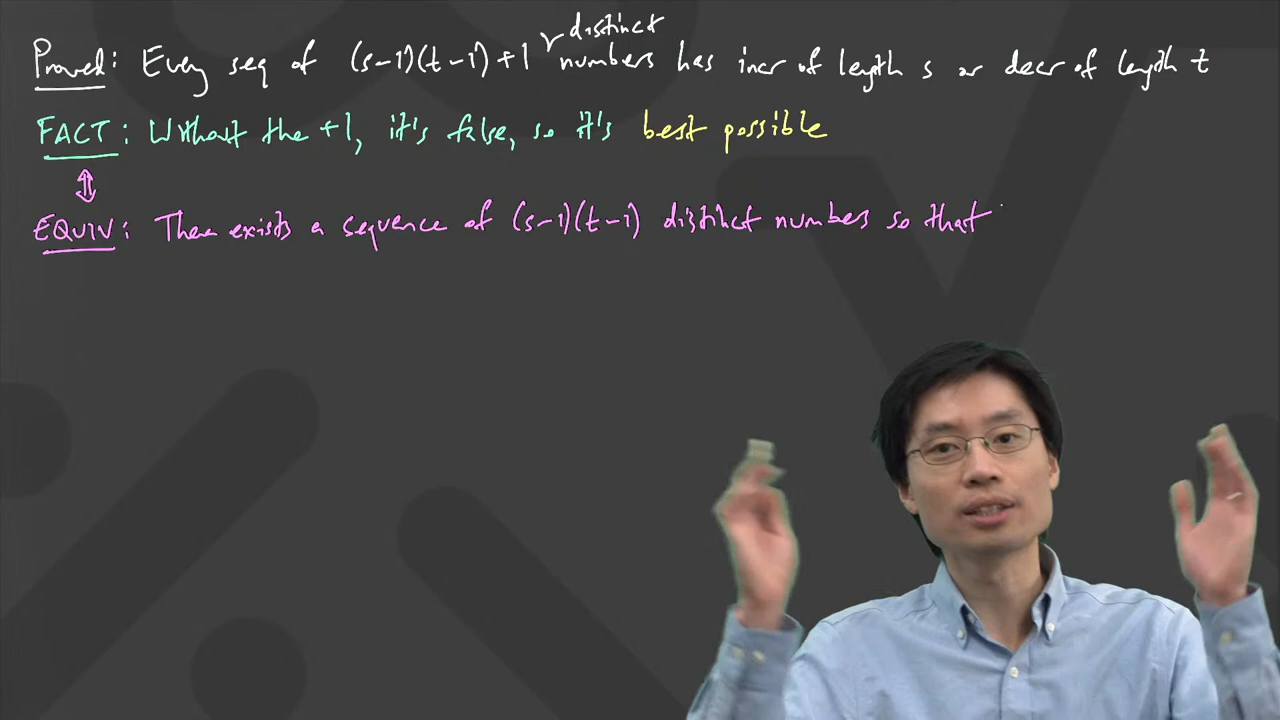 distinct
Proved: Every seq of (s-1)(t-1)+1 numbers has incr of length s or decr of length t
FACT: Without the +1, it's false, so it's best possible
⇕
EQUIV: There exists a sequence of (s-1)(t-1) distinct numbers so that